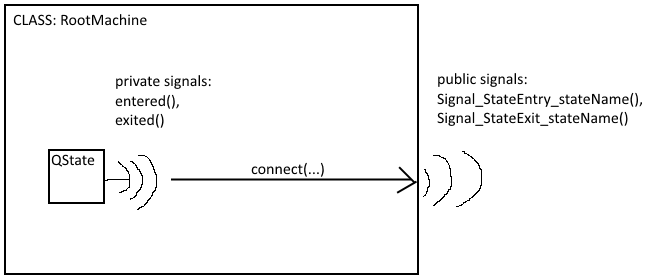 CLASS: RootMachine
private signals:
entered(),
exited()
public signals:
Signal_StateEntry_stateName(),
Signal_StateExit_stateName()
QState
connect(...)